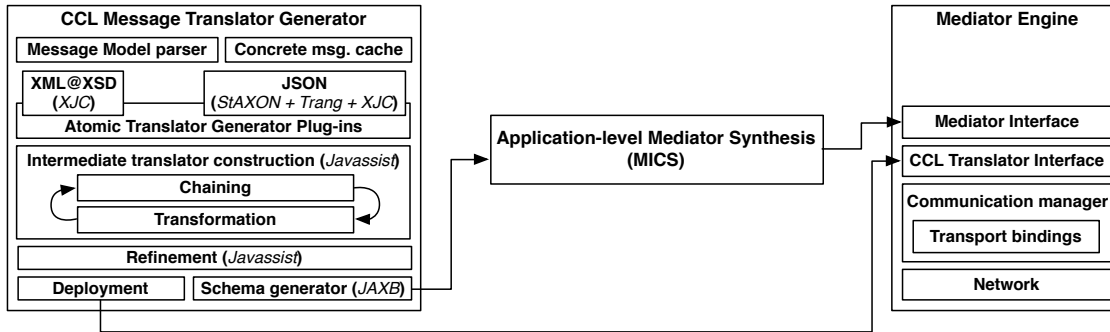 CCL Message Translator Generator
Message Model parser
Concrete msg. cache
XML@XSD
(XJC)
JSON
(StAXON + Trang + XJC)
Atomic Translator Generator Plug-ins
Intermediate translator construction (Javassist)
Chaining
Transformation
Refinement (Javassist)
Deployment
Schema generator (JAXB)
Application-level Mediator Synthesis
(MICS)
Mediator Engine
Mediator Interface
CCL Translator Interface
Communication manager
Transport bindings
Network